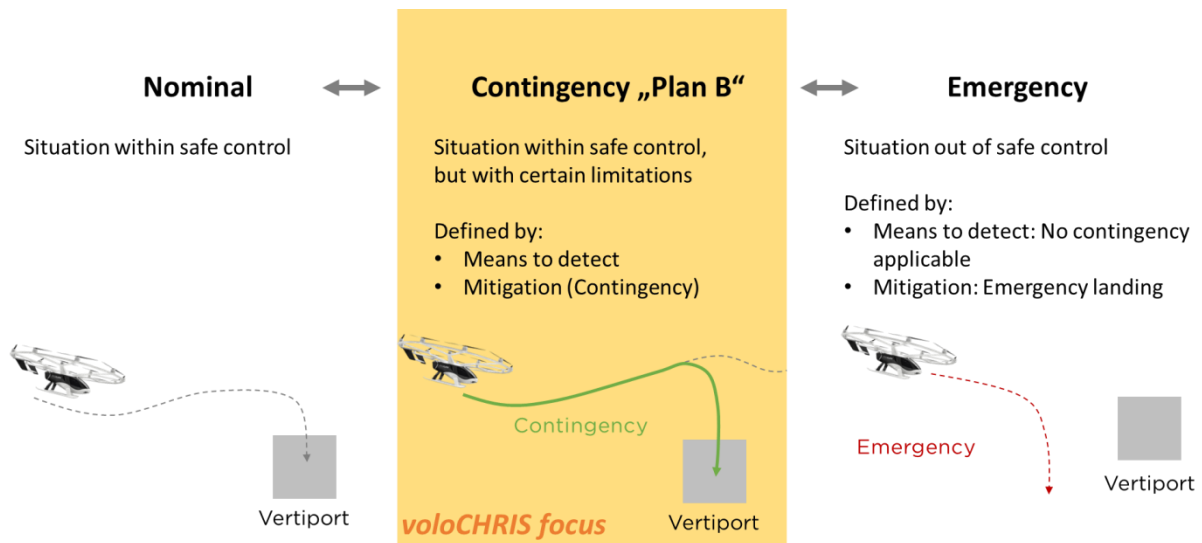 Nominal
Situation within safe control
Vertiport
Contingency „Plan B“
Situation within safe control,
but with certain limitations
Defined by:
• Means to detect
• Mitigation (Contingency)
Contingency
Vertiport
voloCHRIS focus
Emergency
Situation out of safe control
Defined by:
• Means to detect: No contingency
applicable
• Mitigation: Emergency landing
Emergency
Vertiport